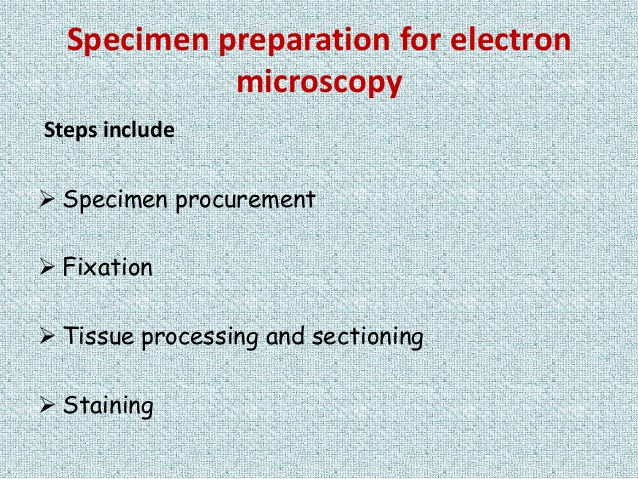 Specimen preparation for electron
microscopy
Steps include
➢ Specimen procurement
➢ Fixation
➢ Tissue processing and sectioning
➢ Staining